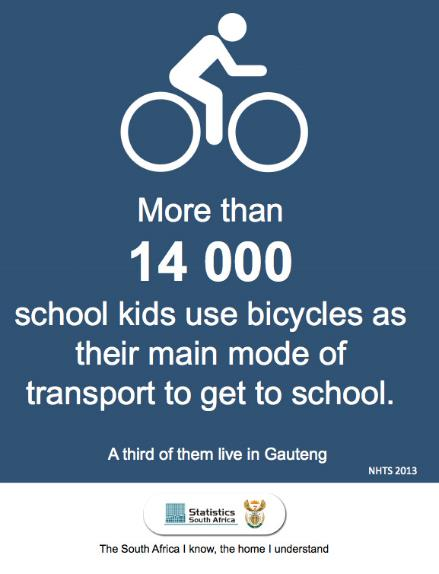 More than
14 000
school kids use bicycles as
their main mode of
transport to get to school.
A third of them live in Gauteng
NHTS 2013
Statistics
South Africa
The South Africa I know, the home I understand